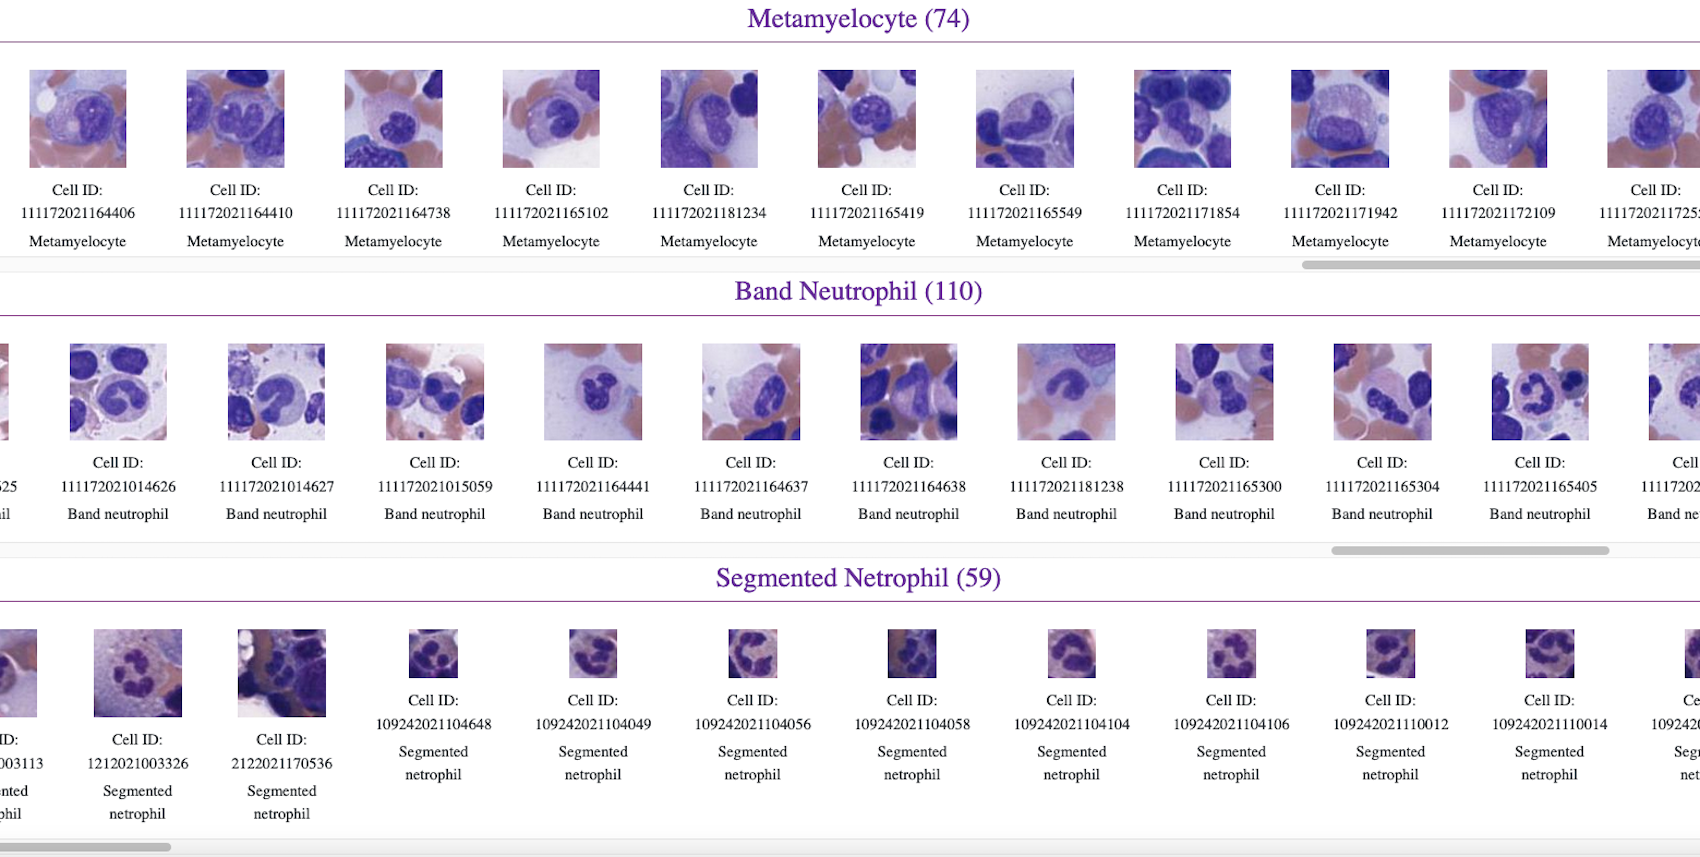 Metamyelocyte (74)
Cell ID: Cell ID: Cell ID: Cell ID: Cell ID: Cell ID: Cell ID: Cell ID: Cell ID: Cell ID: Cell ID:
111172021164406 111172021164410 111172021164738 111172021165102 111172021181234 111172021165419 111172021165549 111172021171854 111172021171942 111172021172109 1111720211725
Metamyelocyte Metamyelocyte Metamyelocyte Metamyelocyte Metamyelocyte Metamyelocyte Metamyelocyte Metamyelocyte Metamyelocyte Metamyelocyte Metamyelocyt
Band Neutrophil (110)
Cell ID: Cell ID: Cell ID: Cell ID: Cell ID: Cell ID: Cell ID: Cell ID: Cell ID: Cell ID: Cell
525 111172021014626 111172021014627 111172021015059 111172021164441 111172021164637 111172021164638 111172021181238 111172021165300 111172021165304 111172021165405 1111720
il Band neutrophil Band neutrophil Band neutrophil Band neutrophil Band neutrophil Band neutrophil Band neutrophil Band neutrophil Band neutrophil Band neutrophil Band ne
Segmented Netrophil (59)
Cell ID: Cell ID: Cell ID: Cell ID: Cell ID: Cell ID: Cell ID: Cell ID: Ce
109242021104648 109242021104049 109242021104056 109242021104058 109242021104104 109242021104106 109242021110012 109242021110014 10924
ID: Cell ID: Cell ID: Segmented Segmented Segmented Segmented Segmented Segmented Segmented Segmented Seg
003113 1212021003326 2122021170536 netrophil netrophil netrophil netrophil netrophil netrophil netrophil netrophil net
ented Segmented Segmented
phil netrophil netrophil